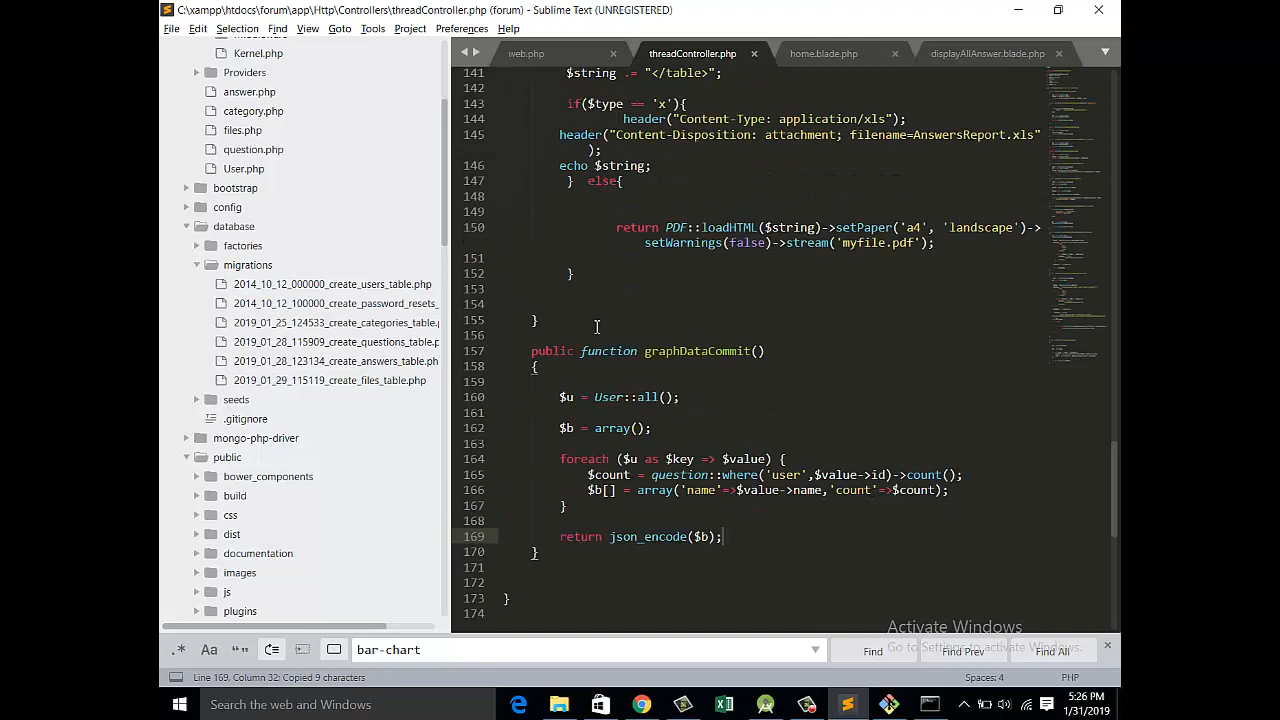 C:\xampp\htdocs\forum\app\Http\Controllers\threadController.php (forum) - Sublime Text (UNREGISTERED)
File Edit Selection Find View Goto Tools Project Preferences Help
Kernel.php
Providers
answer.php
category.php
files.php
question.php
User.php
bootstrap
config
database
factories
migrations
2014_10_12_000000_create_users_table.php
2014_10_12_100000_create_password_resets_
2019_01_25_124533_create_categories_table.
2019_01_28_115909_create_questions_table.
2019_01_28_123134_create_answers_table.ph
2019_01_29_115119_create_files_table.php
seeds
.gitignore
mongo-php-driver
public
bower_components
build
css
dist
documentation
images
js
plugins
web.php threadController.php home.blade.php displayAllAnswer.blade.php
141 $string .= "</table>";
142
143 if($type == 'x'){
144 header("Content-Type: application/xls");
145 header("Content-Disposition: attachment; filename=AnswersReport.xls"
);
146 echo $string;
147 } else{
148
149
150 return PDF::loadHTML($string)->setPaper('a4', 'landscape')->
setWarnings(false)->stream('myfile.pdf');
151
152 }
153
154
155 }
156
157 public function graphDataCommit()
158 {
159
160 $u = User::all();
161
162 $b = array();
163
164 foreach ($u as $key => $value) {
165 $count = question::where('user',$value->id)->count();
166 $b[] = array('name'=>$value->name,'count'=>$count);
167 }
168
169 return json_encode($b);
170 }
171
172
173 }
174
Activate Windows
Go to Settings to activate Windows.
.* Aa “” bar-chart Find Find Prev Find All
Line 169, Column 32; Copied 9 characters Spaces: 4 PHP
Search the web and Windows
5:26 PM
1/31/2019